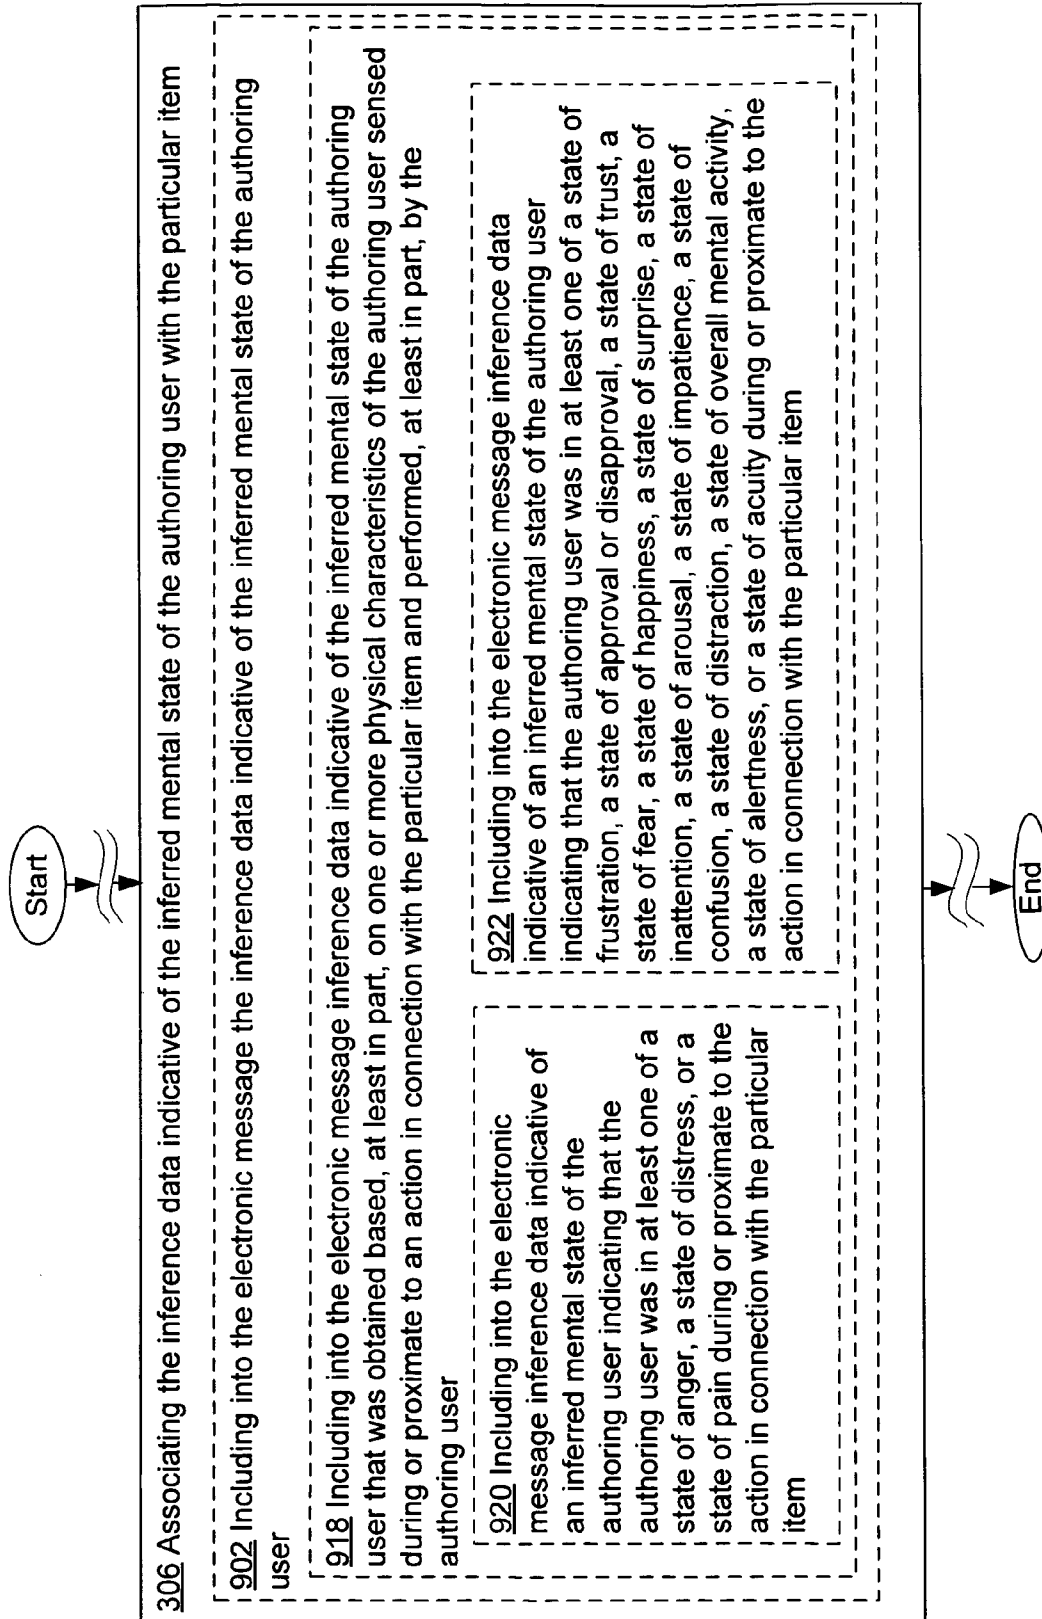 Start
306 Associating the inference data indicative of the inferred mental state of the authoring user with the particular item
902 Including into the electronic message the inference data indicative of the inferred mental state of the authoring
user
918 Including into the electronic message inference data indicative of the inferred mental state of the authoring
user that was obtained based, at least in part, on one or more physical characteristics of the authoring user sensed
during or proximate to an action in connection with the particular item and performed, at least in part, by the
authoring user
920 Including into the electronic
message inference data indicative of
an inferred mental state of the
authoring user indicating that the
authoring user was in at least one of a
state of anger, a state of distress, or a
state of pain during or proximate to the
action in connection with the particular
item
922 Including into the electronic message inference data
indicative of an inferred mental state of the authoring user
indicating that the authoring user was in at least one of a state of
frustration, a state of approval or disapproval, a state of trust, a
state of fear, a state of happiness, a state of surprise, a state of
inattention, a state of arousal, a state of impatience, a state of
confusion, a state of distraction, a state of overall mental activity,
a state of alertness, or a state of acuity during or proximate to the
action in connection with the particular item
End